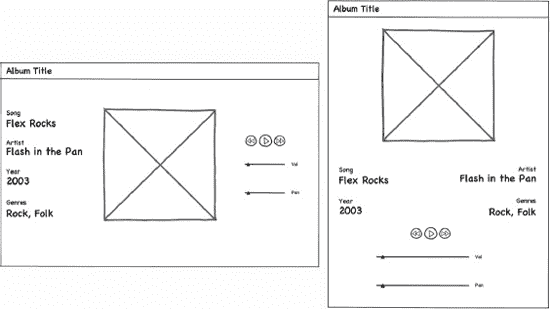 Album Title
Song
Flex Rocks
Artist
Flash in the Pan
Year
2003
Genres
Rock, Folk
Vol
Pan
Album Title
Song
Flex Rocks
Artist
Flash in the Pan
Year
2003
Genres
Rock, Folk
Vol
Pan